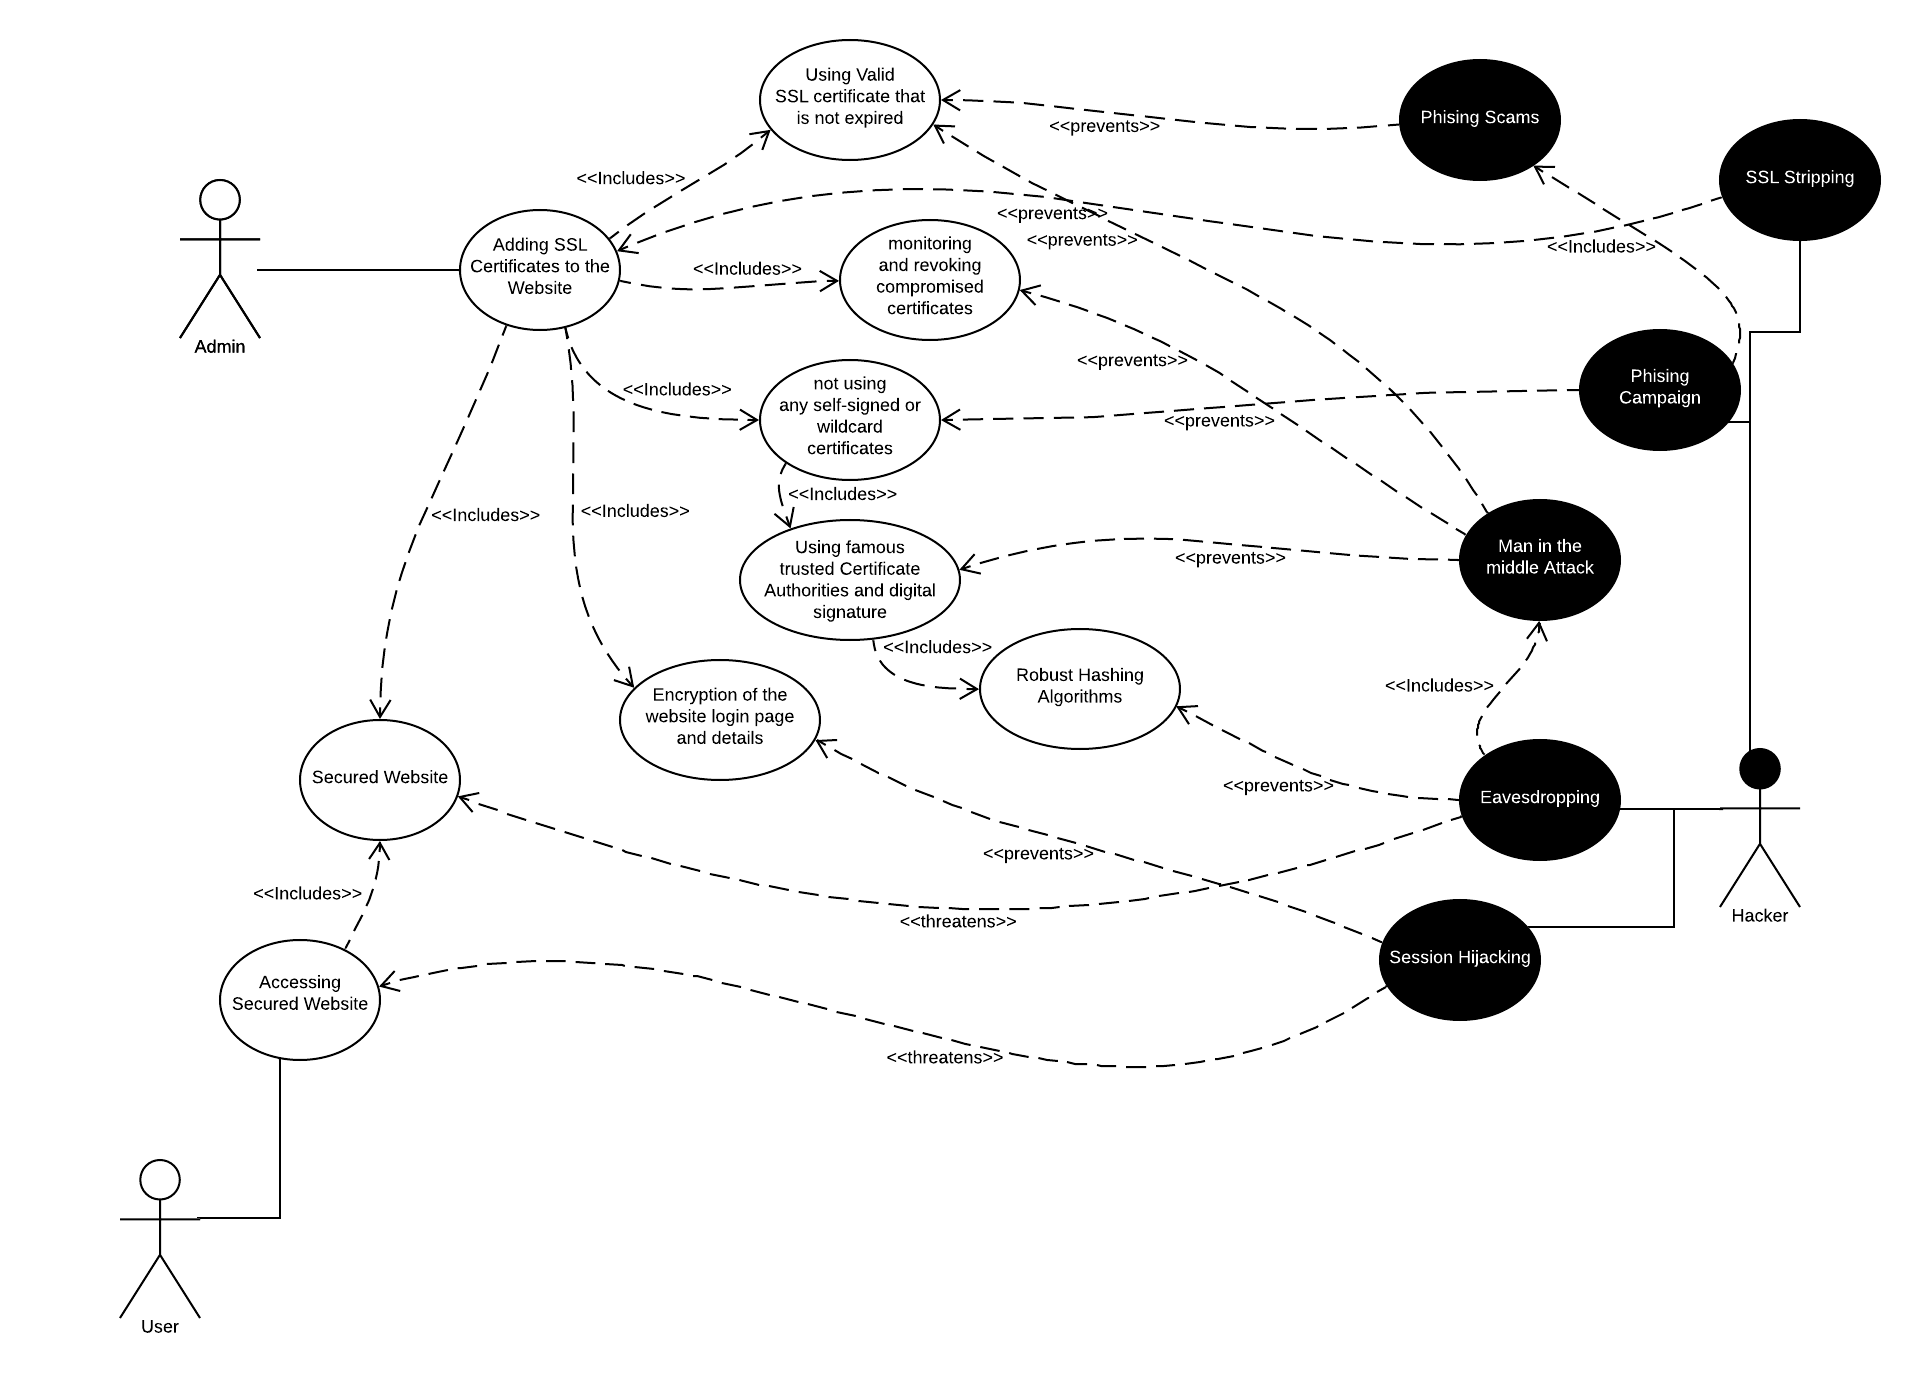 Using Valid
SSL certificate that
is not expired
Phising Scams
<<prevents>>
SSL Stripping
<<Includes>>
<<prevents>>
<<prevents>>
<<Includes>>
Adding SSL
Certificates to the
Website
<<Includes>>
monitoring
and revoking
compromised
certificates
Admin
<<prevents>>
Phising
Campaign
<<Includes>>
not using
any self-signed or
wildcard
certificates
<<prevents>>
<<Includes>>
<<Includes>>
<<Includes>>
Using famous
trusted Certificate
Authorities and digital
signature
<<prevents>>
Man in the
middle Attack
<<Includes>>
Robust Hashing
Algorithms
<<Includes>>
Encryption of the
website login page
and details
Secured Website
<<prevents>>
Eavesdropping
<<prevents>>
<<Includes>>
<<threatens>>
Hacker
Session Hijacking
Accessing
Secured Website
<<threatens>>
User